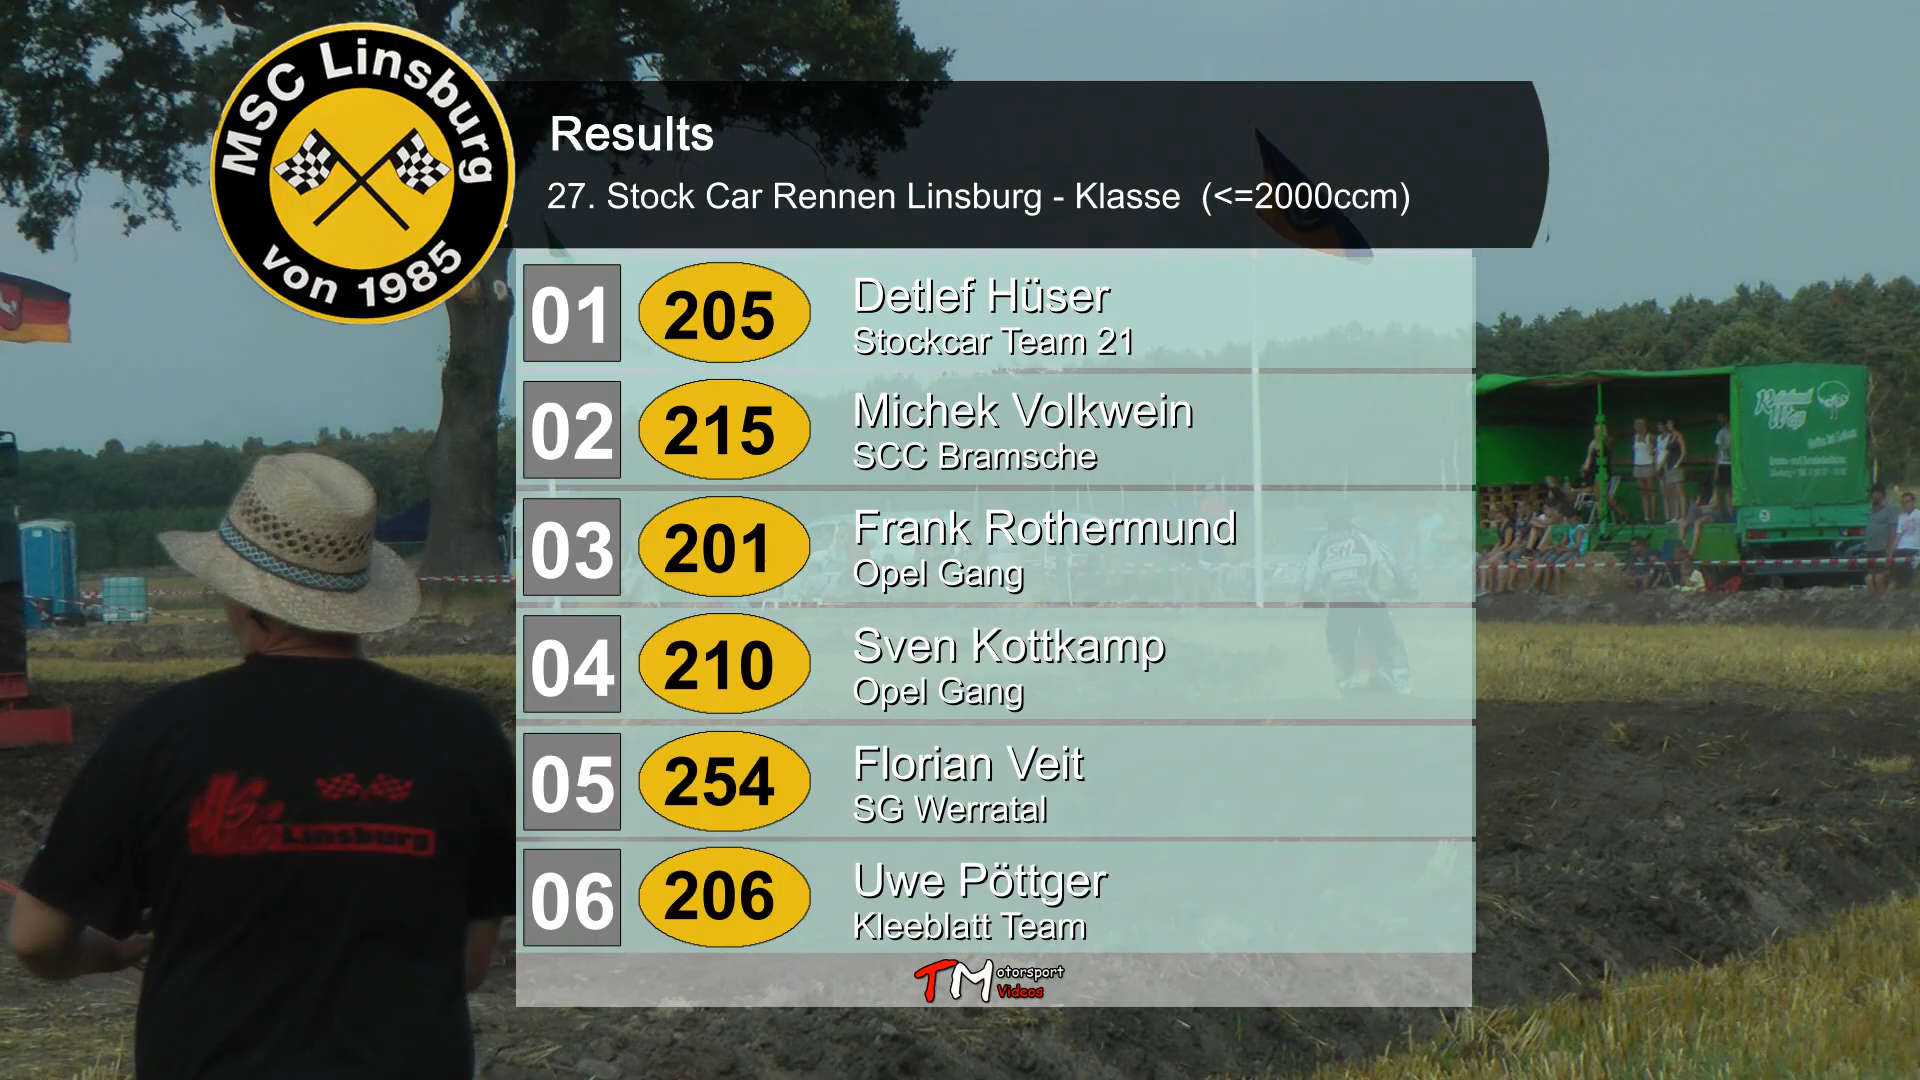 MSC Linsburg
von 1985
Results
27. Stock Car Rennen Linsburg - Klasse (<=2000ccm)
01 205 Detlef Hüser
Stockcar Team 21
02 215 Michek Volkwein
SCC Bramsche
03 201 Frank Rothermund
Opel Gang
04 210 Sven Kottkamp
Opel Gang
05 254 Florian Veit
SG Werratal
06 206 Uwe Pöttger
Kleeblatt Team
TMotorsport
Videos
MSC
Linsburg